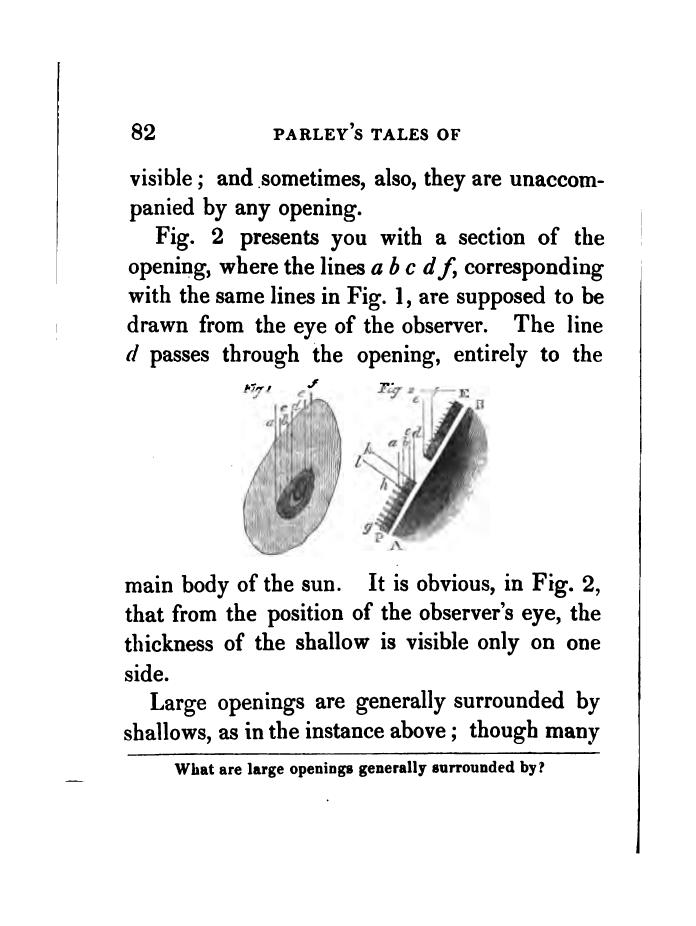 82 PARLEY'S TALES OF
visible; and sometimes, also, they are unaccom-
panied by any opening.
Fig. 2 presents you with a section of the
opening, where the lines a b c d f, corresponding
with the same lines in Fig. 1, are supposed to be
drawn from the eye of the observer. The line
d passes through the opening, entirely to the
Fig 1 f Fig 2 E
B
a
a
k
l
h
g
P A
main body of the sun. It is obvious, in Fig. 2,
that from the position of the observer's eye, the
thickness of the shallow is visible only on one
side.
Large openings are generally surrounded by
shallows, as in the instance above; though many
What are large openings generally surrounded by?